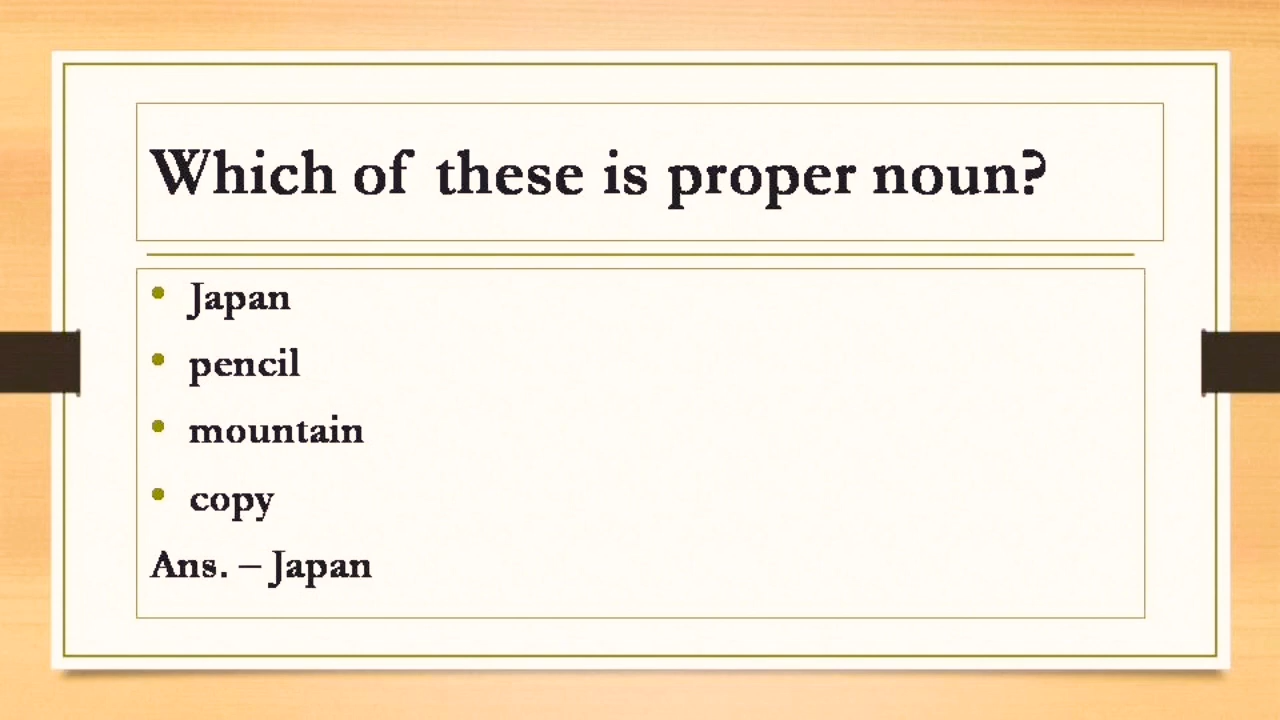 Which of these is proper noun?
• Japan
• pencil
• mountain
• copy
Ans. – Japan